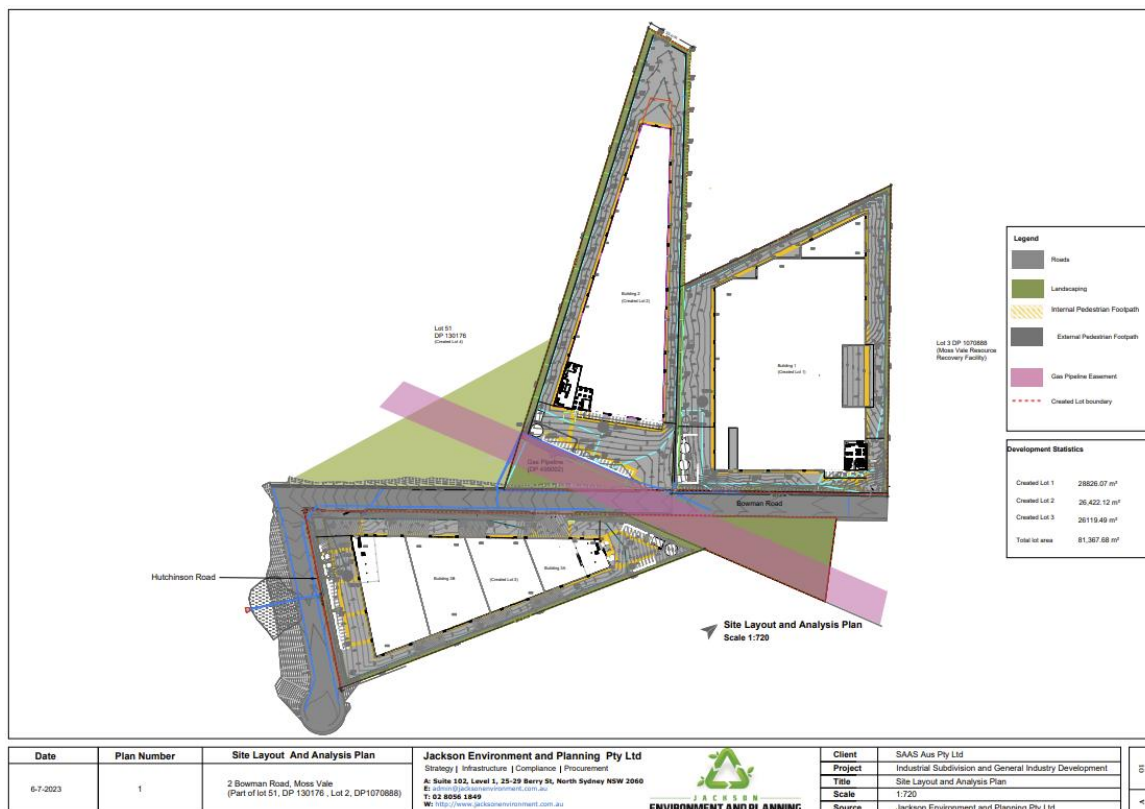 Building 2
(Created Lot 2)
Lot 51
DP 130176
(Created Lot 4)
Building 1
(Created Lot 1)
Lot 3 DP 1070888
(Moss Vale Resource
Recovery Facility)
Legend
Roads
Landscaping
Internal Pedestrian Footpath
External Pedestrian Footpath
Gas Pipeline Easement
Created Lot boundary
Gas Pipeline
Bowman Road
Development Statistics
Created Lot 1 28826.07 m²
Created Lot 2 26,422.12 m²
Created Lot 3 26119.49 m²
Total lot area 81,367.68 m²
Hutchinson Road
Building 3B
Building 3A
Site Layout and Analysis Plan
Scale 1:720
Date
6-7-2023
Plan Number
1
Site Layout And Analysis Plan
2 Bowman Road, Moss Vale
(Part of lot 51, DP 130176 , Lot 2, DP1070888)
Jackson Environment and Planning Pty Ltd
Strategy | Infrastructure | Compliance | Procurement
A: Suite 102, Level 1, 25-29 Berry St, North Sydney NSW 2060
E: admin@jacksonenvironment.com.au
T: 02 8056 1849
W: http://www.jacksonenvironment.com.au
JACKSON
ENVIRONMENT AND PLANNING
Client SAAS Aus Pty Ltd
Project Industrial Subdivision and General Industry Development
Title Site Layout and Analysis Plan
Scale 1:720
Source Jackson Environment and Planning Pty Ltd
01